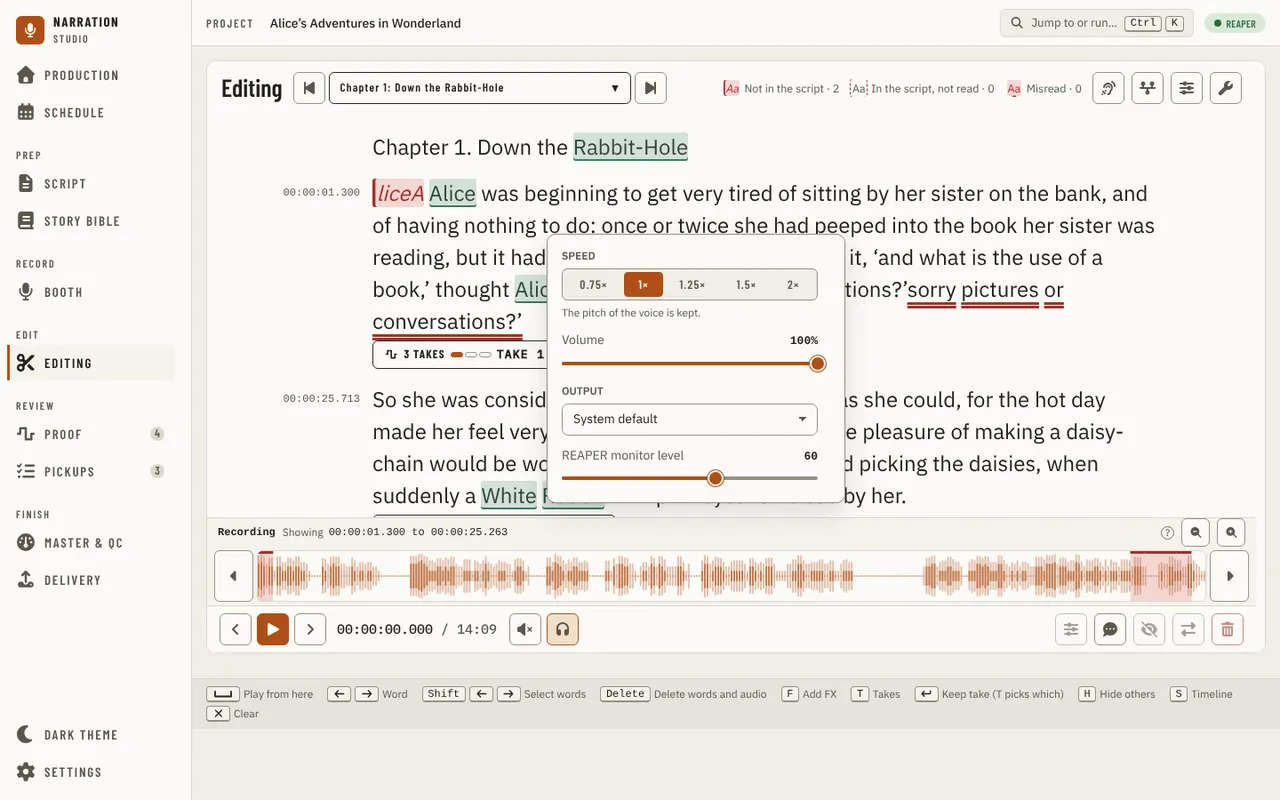 NARRATION
STUDIO
PRODUCTION
SCHEDULE
PREP
SCRIPT
STORY BIBLE
RECORD
BOOTH
EDIT
EDITING
REVIEW
PROOF 4
PICKUPS 3
FINISH
MASTER & QC
DELIVERY
DARK THEME
SETTINGS
PROJECT Alice’s Adventures in Wonderland
Jump to or run... Ctrl K
REAPER
Editing
Chapter 1: Down the Rabbit-Hole
Aa Not in the script · 2 Aa In the script, not read · 0 Aa Misread · 0
Chapter 1. Down the Rabbit-Hole
00:00:01.300 liceA Alice was beginning to get very tired of sitting by her sister on the bank, and
of having nothing to do: once or twice she had peeped into the book her sister was
reading, but it had it, ‘and what is the use of a
book,’ thought Alic tions?’sorry pictures or
conversations?’
3 TAKES TAKE 1
00:00:25.713 So she was consid as she could, for the hot day
made her feel very e pleasure of making a daisy-
chain would be wo d picking the daisies, when
suddenly a White by her.
SPEED
0.75× 1× 1.25× 1.5× 2×
The pitch of the voice is kept.
Volume 100%
OUTPUT
System default
REAPER monitor level 60
Recording Showing 00:00:01.300 to 00:00:25.263
?
00:00:00.000 / 14:09
Play from here Word Shift Select words Delete Delete words and audio F Add FX T Takes Keep take (T picks which) H Hide others S Timeline
Clear